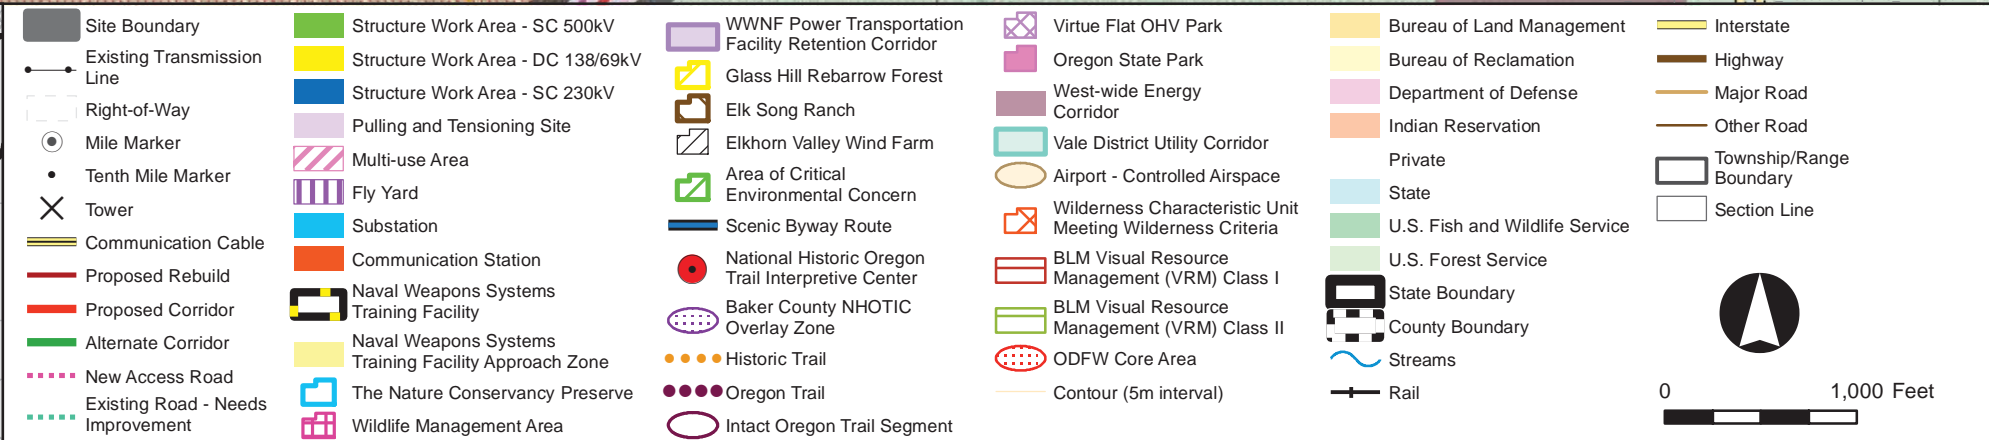 Site Boundary
Existing Transmission
Line
Right-of-Way
Mile Marker
Tenth Mile Marker
Tower
Communication Cable
Proposed Rebuild
Proposed Corridor
Alternate Corridor
New Access Road
Existing Road - Needs
Improvement
Structure Work Area - SC 500kV
Structure Work Area - DC 138/69kV
Structure Work Area - SC 230kV
Pulling and Tensioning Site
Multi-use Area
Fly Yard
Substation
Communication Station
Naval Weapons Systems
Training Facility
Naval Weapons Systems
Training Facility Approach Zone
The Nature Conservancy Preserve
Wildlife Management Area
WWNF Power Transportation
Facility Retention Corridor
Glass Hill Rebarrow Forest
Elk Song Ranch
Elkhorn Valley Wind Farm
Area of Critical
Environmental Concern
Scenic Byway Route
National Historic Oregon
Trail Interpretive Center
Baker County NHOTIC
Overlay Zone
Historic Trail
Oregon Trail
Intact Oregon Trail Segment
Virtue Flat OHV Park
Oregon State Park
West-wide Energy
Corridor
Vale District Utility Corridor
Airport - Controlled Airspace
Wilderness Characteristic Unit
Meeting Wilderness Criteria
BLM Visual Resource
Management (VRM) Class I
BLM Visual Resource
Management (VRM) Class II
ODFW Core Area
Contour (5m interval)
Bureau of Land Management
Bureau of Reclamation
Department of Defense
Indian Reservation
Private
State
U.S. Fish and Wildlife Service
U.S. Forest Service
State Boundary
County Boundary
Streams
Rail
Interstate
Highway
Major Road
Other Road
Township/Range
Boundary
Section Line
0 1,000 Feet